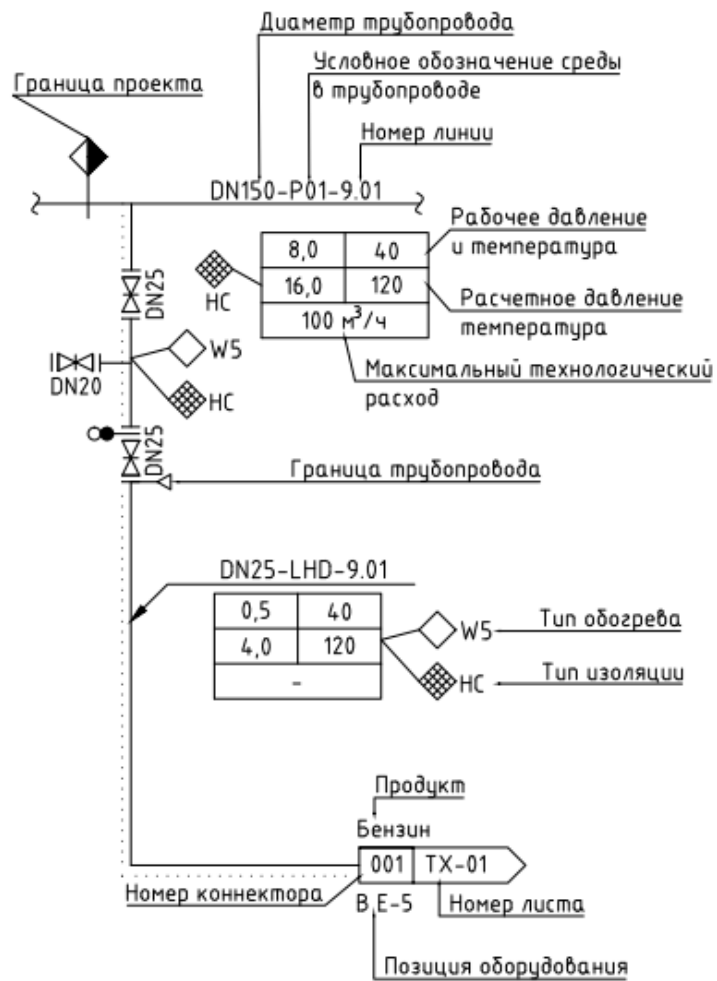 Диаметр трубопровода
Условное обозначение среды
в трубопроводе
Граница проекта
Номер линии
DN150-P01-9.01
Рабочее давление
и температура
8,0 40
16,0 120
100 м³/ч
НС
Расчетное давление
температура
DN25
W5
DN20
НС
Максимальный технологический
расход
DN25
Граница трубопровода
DN25-LHD-9.01
0,5 40
4,0 120
-
W5
Тип обогрева
НС
Тип изоляции
Продукт
Бензин
001 TX-01
Номер коннектора
В Е-5
Номер листа
Позиция оборудования